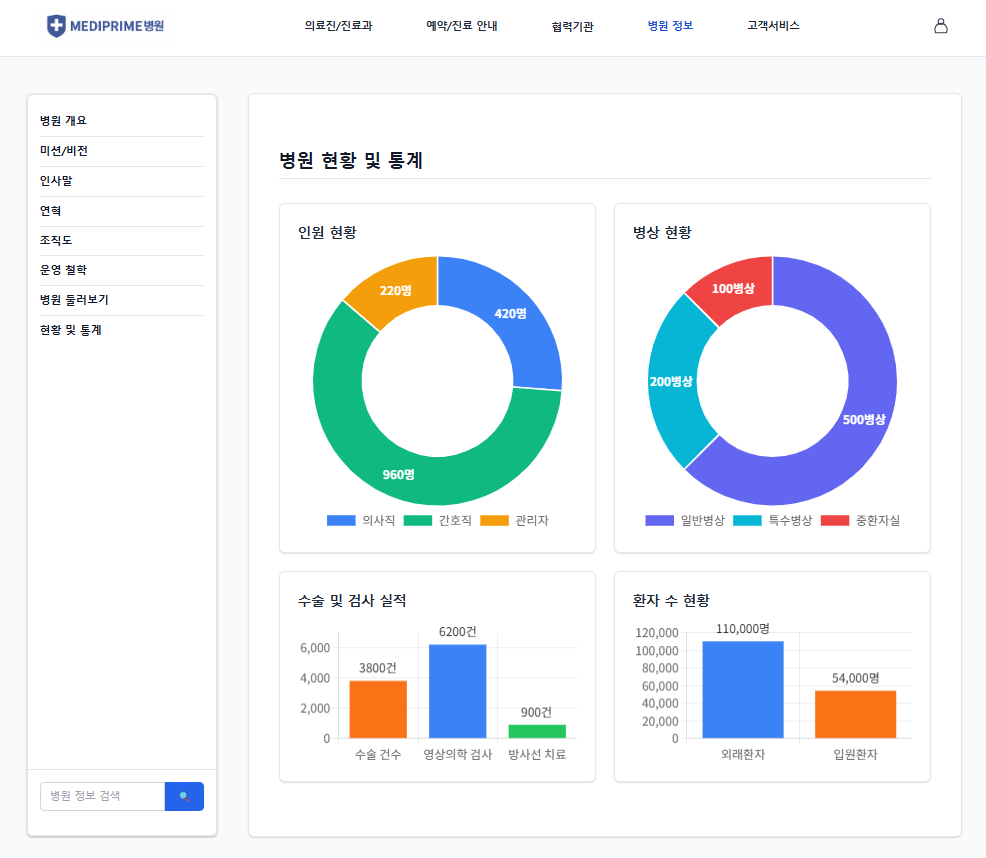 MEDIPRIME병원
의료진/진료과 예약/진료 안내 협력기관 병원 정보 고객서비스
병원 개요
미션/비전
인사말
연혁
조직도
운영 철학
병원 둘러보기
현황 및 통계
병원 정보 검색
병원 현황 및 통계
인원 현황
220명
420명
960명
의사직 간호직 관리자
병상 현황
100병상
200병상
500병상
일반병상 특수병상 중환자실
수술 및 검사 실적
6200건
6,000
3800건
4,000
900건
2,000
0
수술 건수 영상의학 검사 방사선 치료
환자 수 현황
110,000명
120,000
100,000
80,000
54,000명
60,000
40,000
20,000
0
외래환자 입원환자